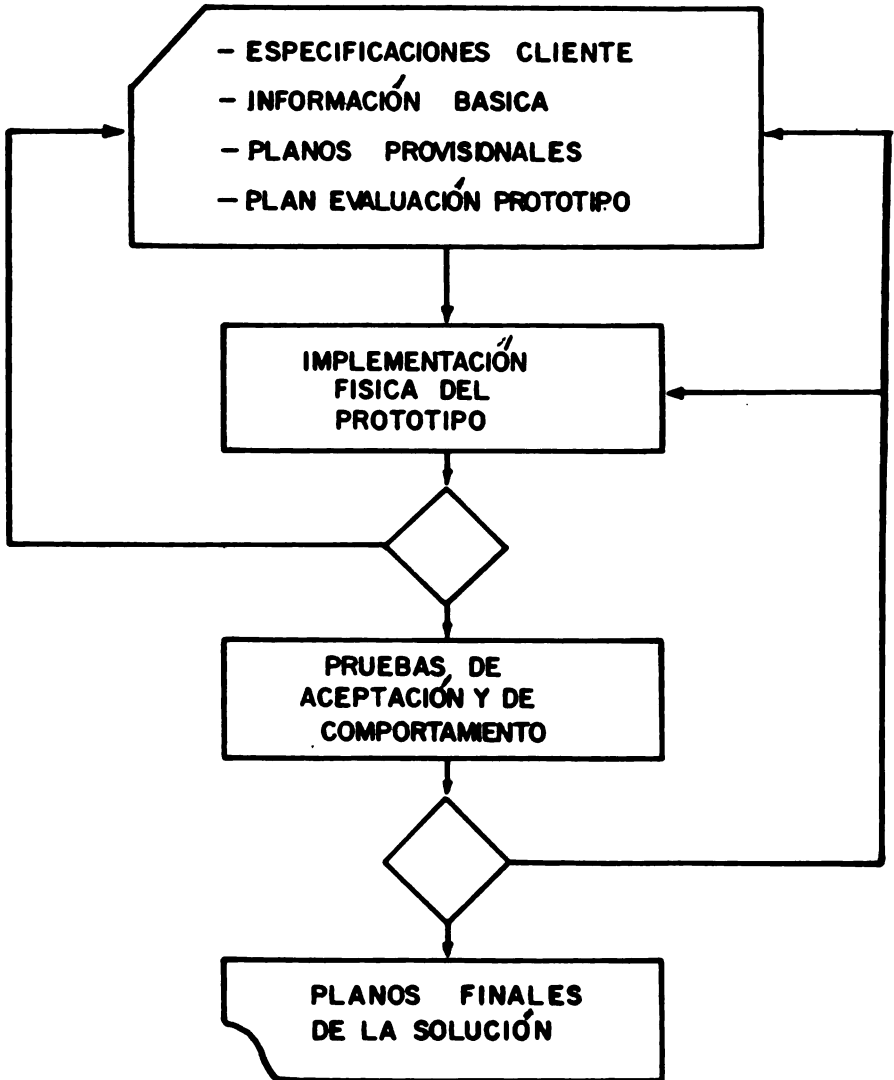 - ESPECIFICACIONES CLIENTE
- INFORMACIÓN BASICA
- PLANOS PROVISIONALES
- PLAN EVALUACIÓN PROTOTIPO
IMPLEMENTACIÓN
FISICA DEL
PROTOTIPO
PRUEBAS DE
ACEPTACIÓN Y DE
COMPORTAMIENTO
PLANOS FINALES
DE LA SOLUCIÓN